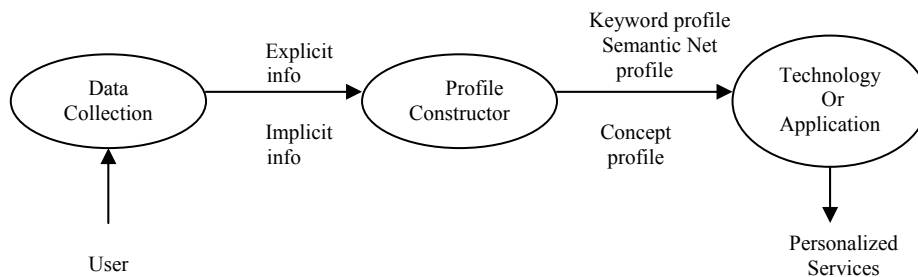 Data
Collection
Explicit
info
Implicit
info
Profile
Constructor
Keyword profile
Semantic Net
profile
Concept
profile
Technology
Or
Application
User
Personalized
Services